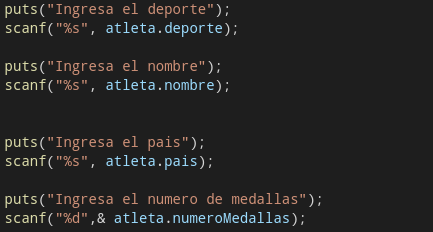 puts("Ingresa el deporte");
scanf("%s", atleta.deporte);
puts("Ingresa el nombre");
scanf("%s", atleta.nombre);
puts("Ingresa el pais");
scanf("%s", atleta.pais);
puts("Ingresa el numero de medallas");
scanf("%d",& atleta.numeroMedallas);